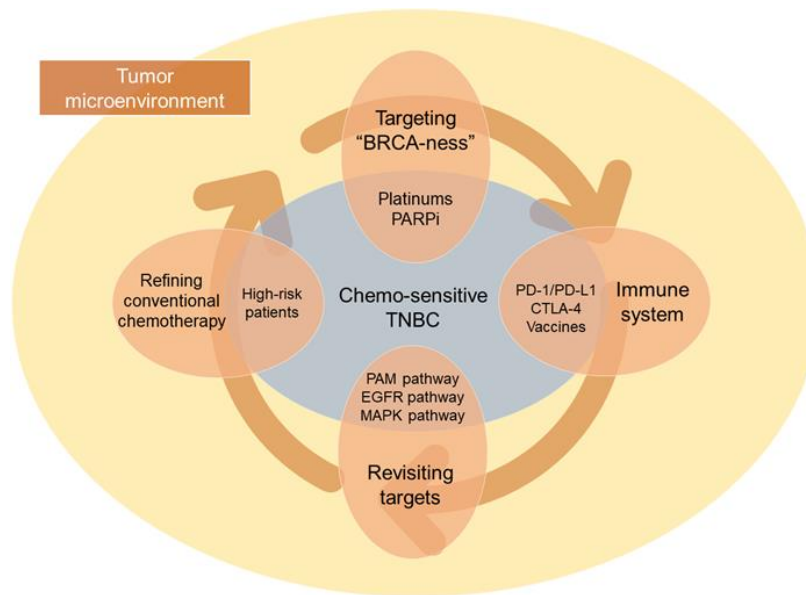 Tumor
microenvironment
Targeting
“BRCA-ness”
Platinums
PARPi
Refining
conventional
chemotherapy
High-risk
patients
Chemo-sensitive
TNBC
PD-1/PD-L1
CTLA-4
Vaccines
Immune
system
PAM pathway
EGFR pathway
MAPK pathway
Revisiting
targets